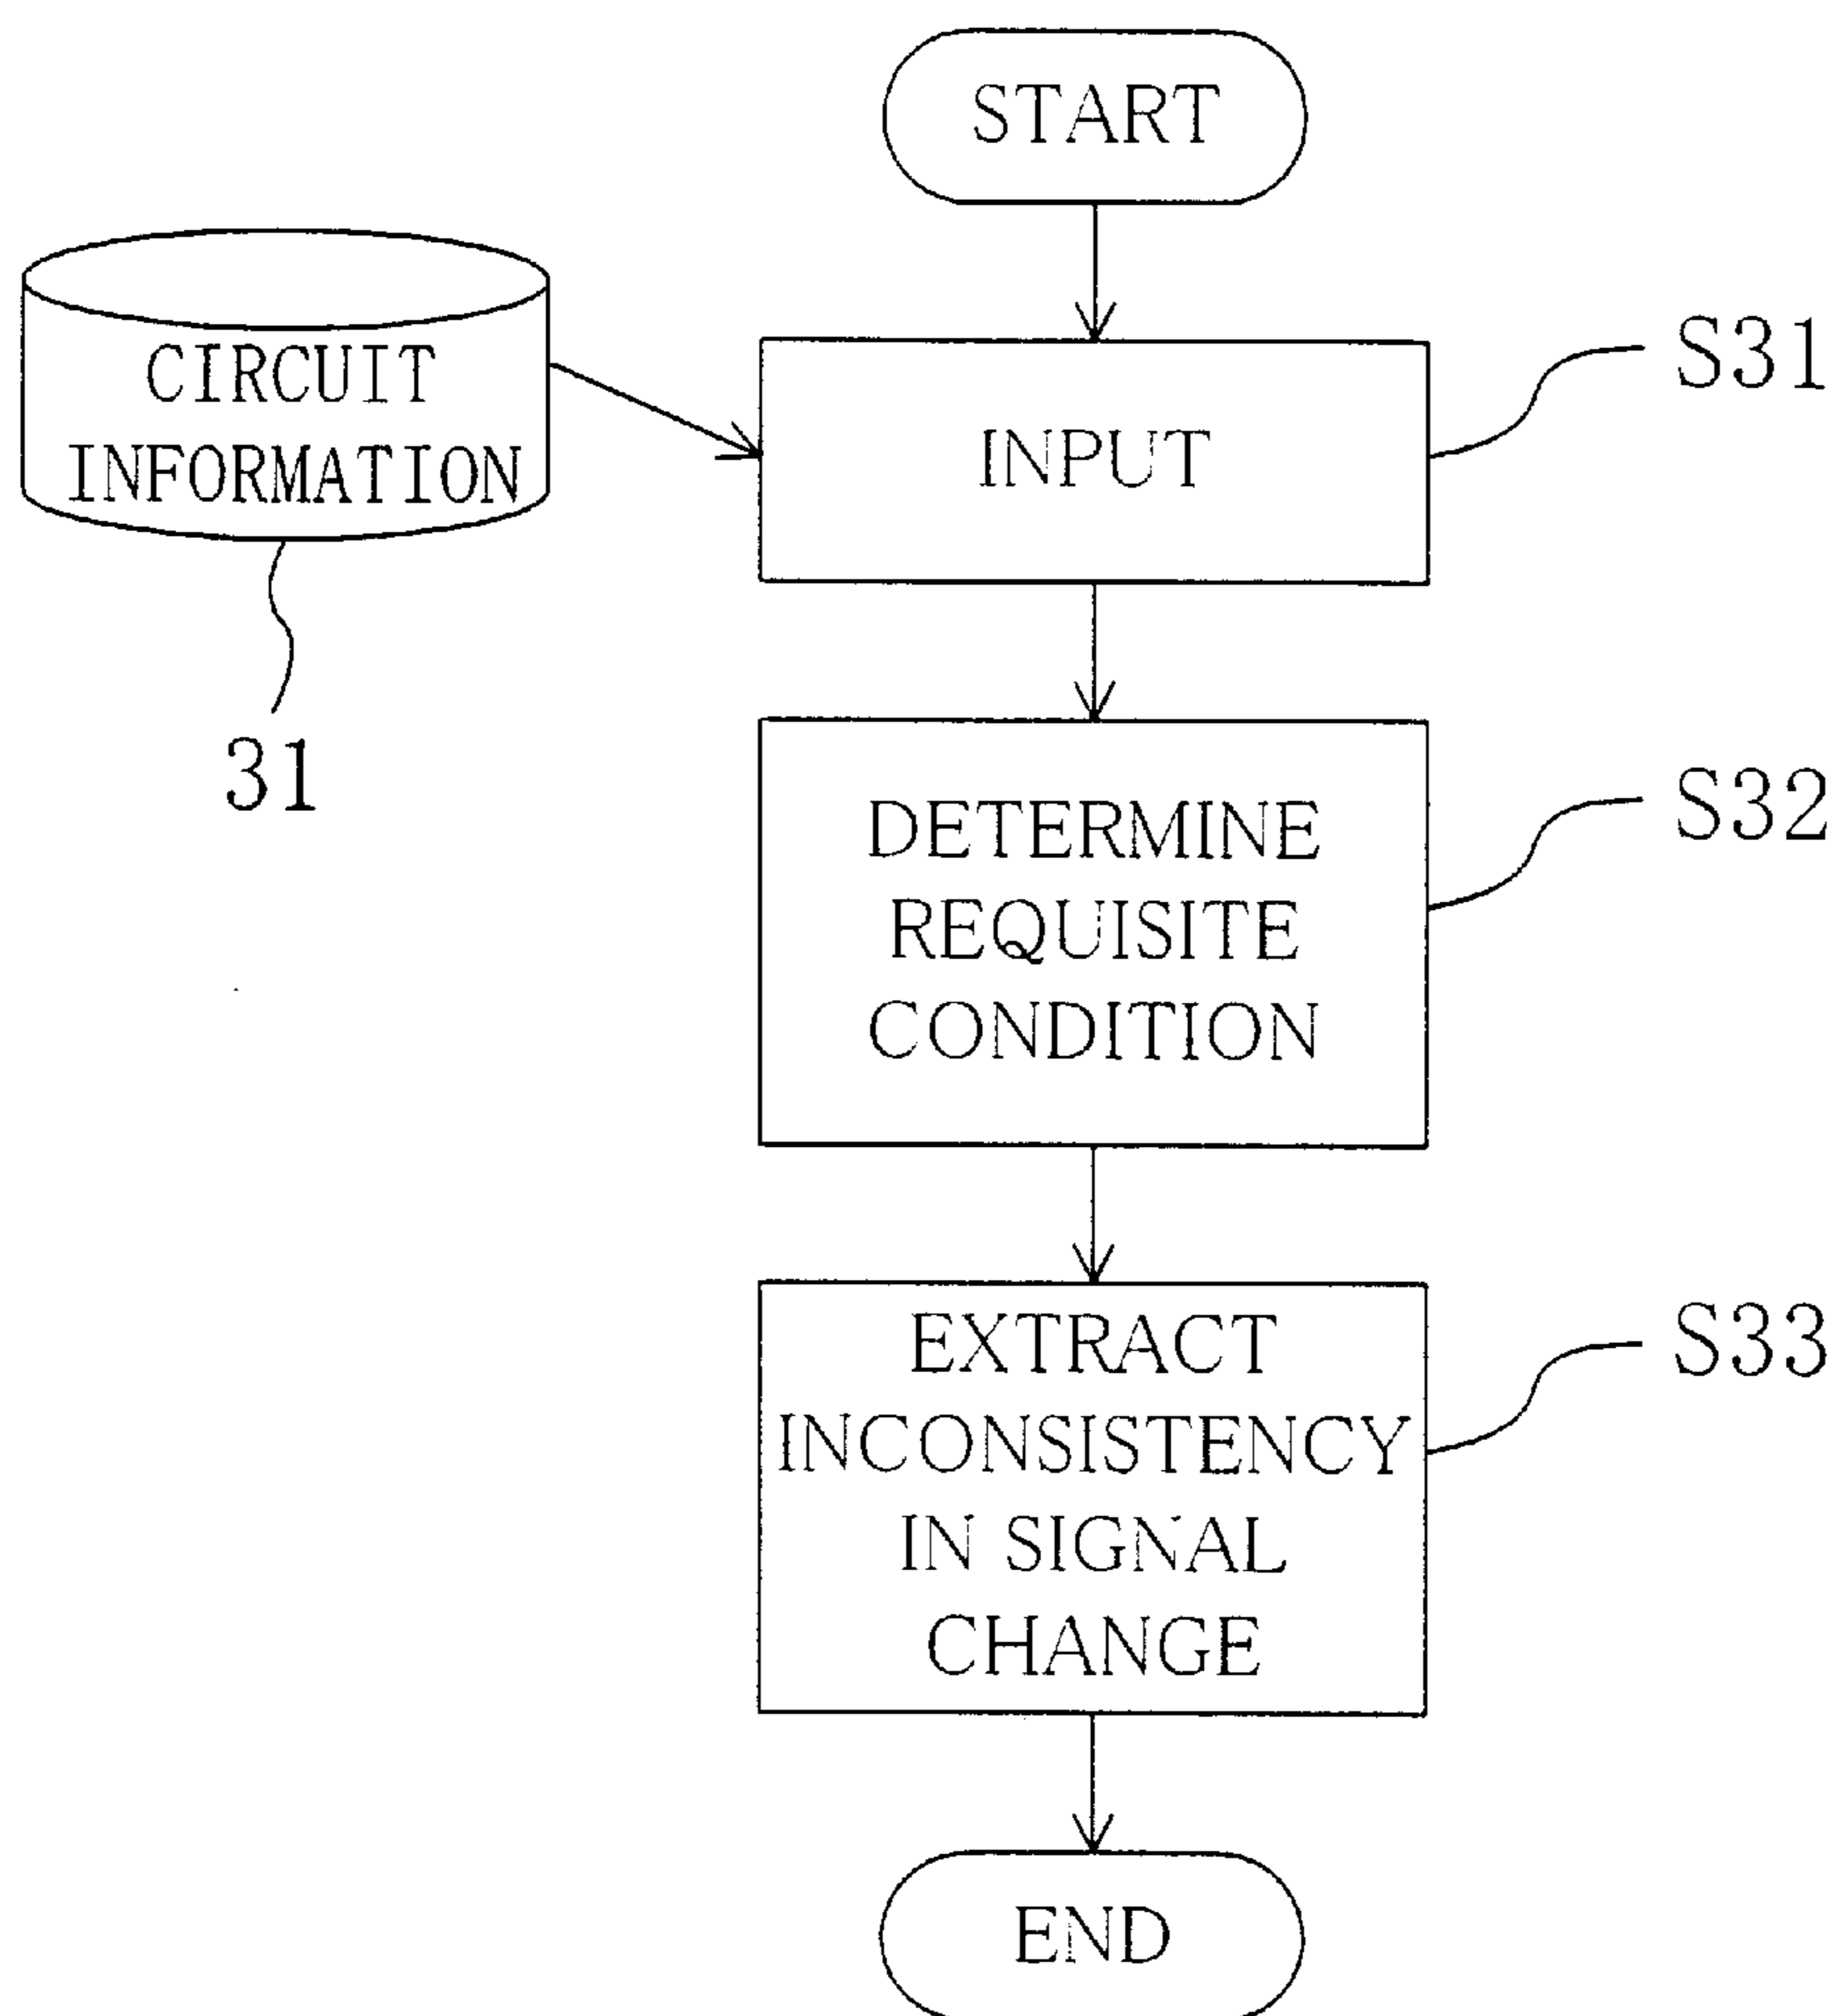 START
CIRCUIT
INFORMATION
31
INPUT
S31
DETERMINE
REQUISITE
CONDITION
S32
EXTRACT
INCONSISTENCY
IN SIGNAL
CHANGE
S33
END